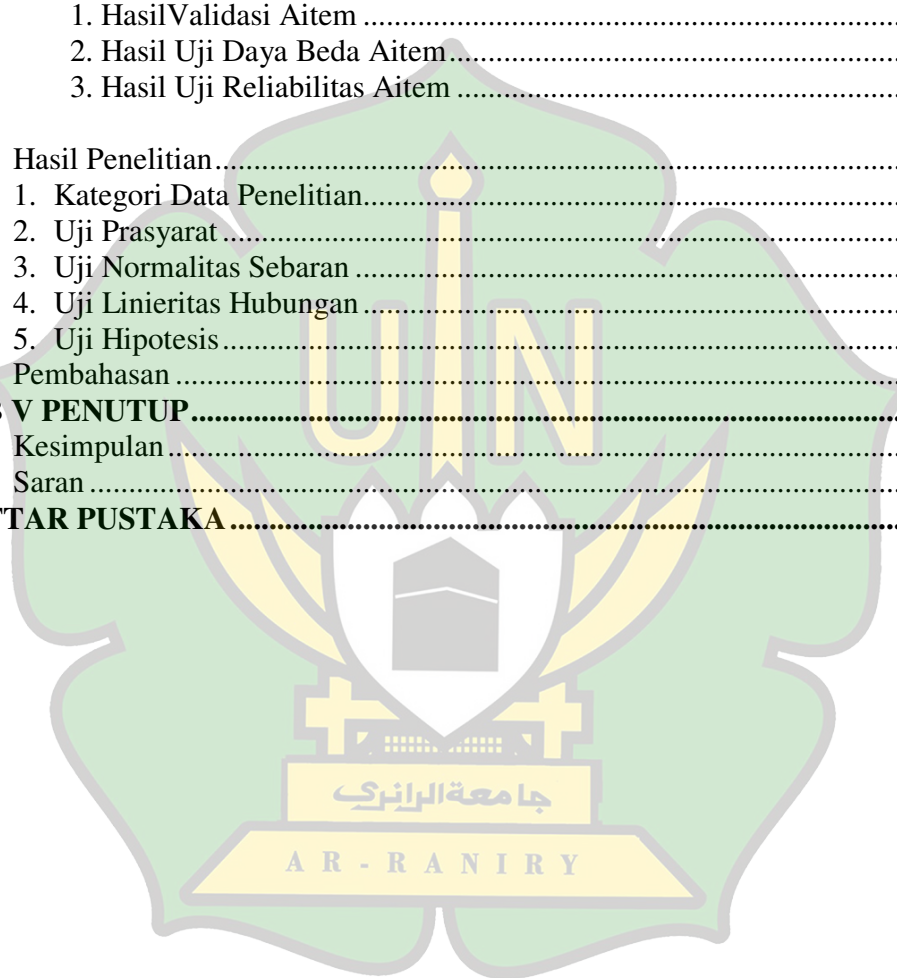 1. HasilValidasi Aitem ..........................................................................
2. Hasil Uji Daya Beda Aitem..............................................................
3. Hasil Uji Reliabilitas Aitem .............................................................
Hasil Penelitian.......................................................................................
1. Kategori Data Penelitian..................................................................
2. Uji Prasyarat ...................................................................................
3. Uji Normalitas Sebaran ...................................................................
4. Uji Linieritas Hubungan ..................................................................
5. Uji Hipotesis...................................................................................
Pembahasan ...........................................................................................
V PENUTUP.........................................................................................
Kesimpulan ............................................................................................
Saran ......................................................................................................
TAR PUSTAKA ....................................................................................
UIN
جامعةالرانري
AR-RANIRY